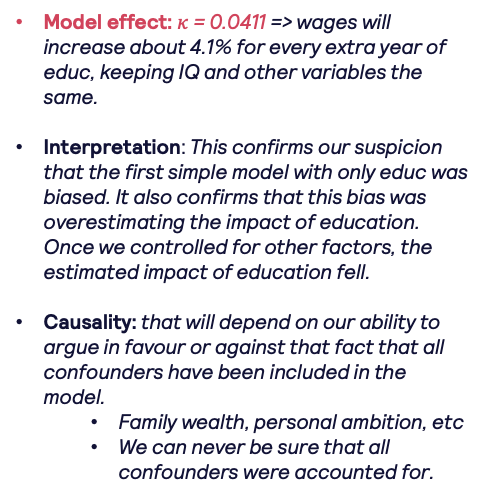 • Model effect: κ = 0.0411 => wages will
increase about 4.1% for every extra year of
educ, keeping IQ and other variables the
same.
• Interpretation: This confirms our suspicion
that the first simple model with only educ was
biased. It also confirms that this bias was
overestimating the impact of education.
Once we controlled for other factors, the
estimated impact of education fell.
• Causality: that will depend on our ability to
argue in favour or against that fact that all
confounders have been included in the
model.
• Family wealth, personal ambition, etc
• We can never be sure that all
confounders were accounted for.